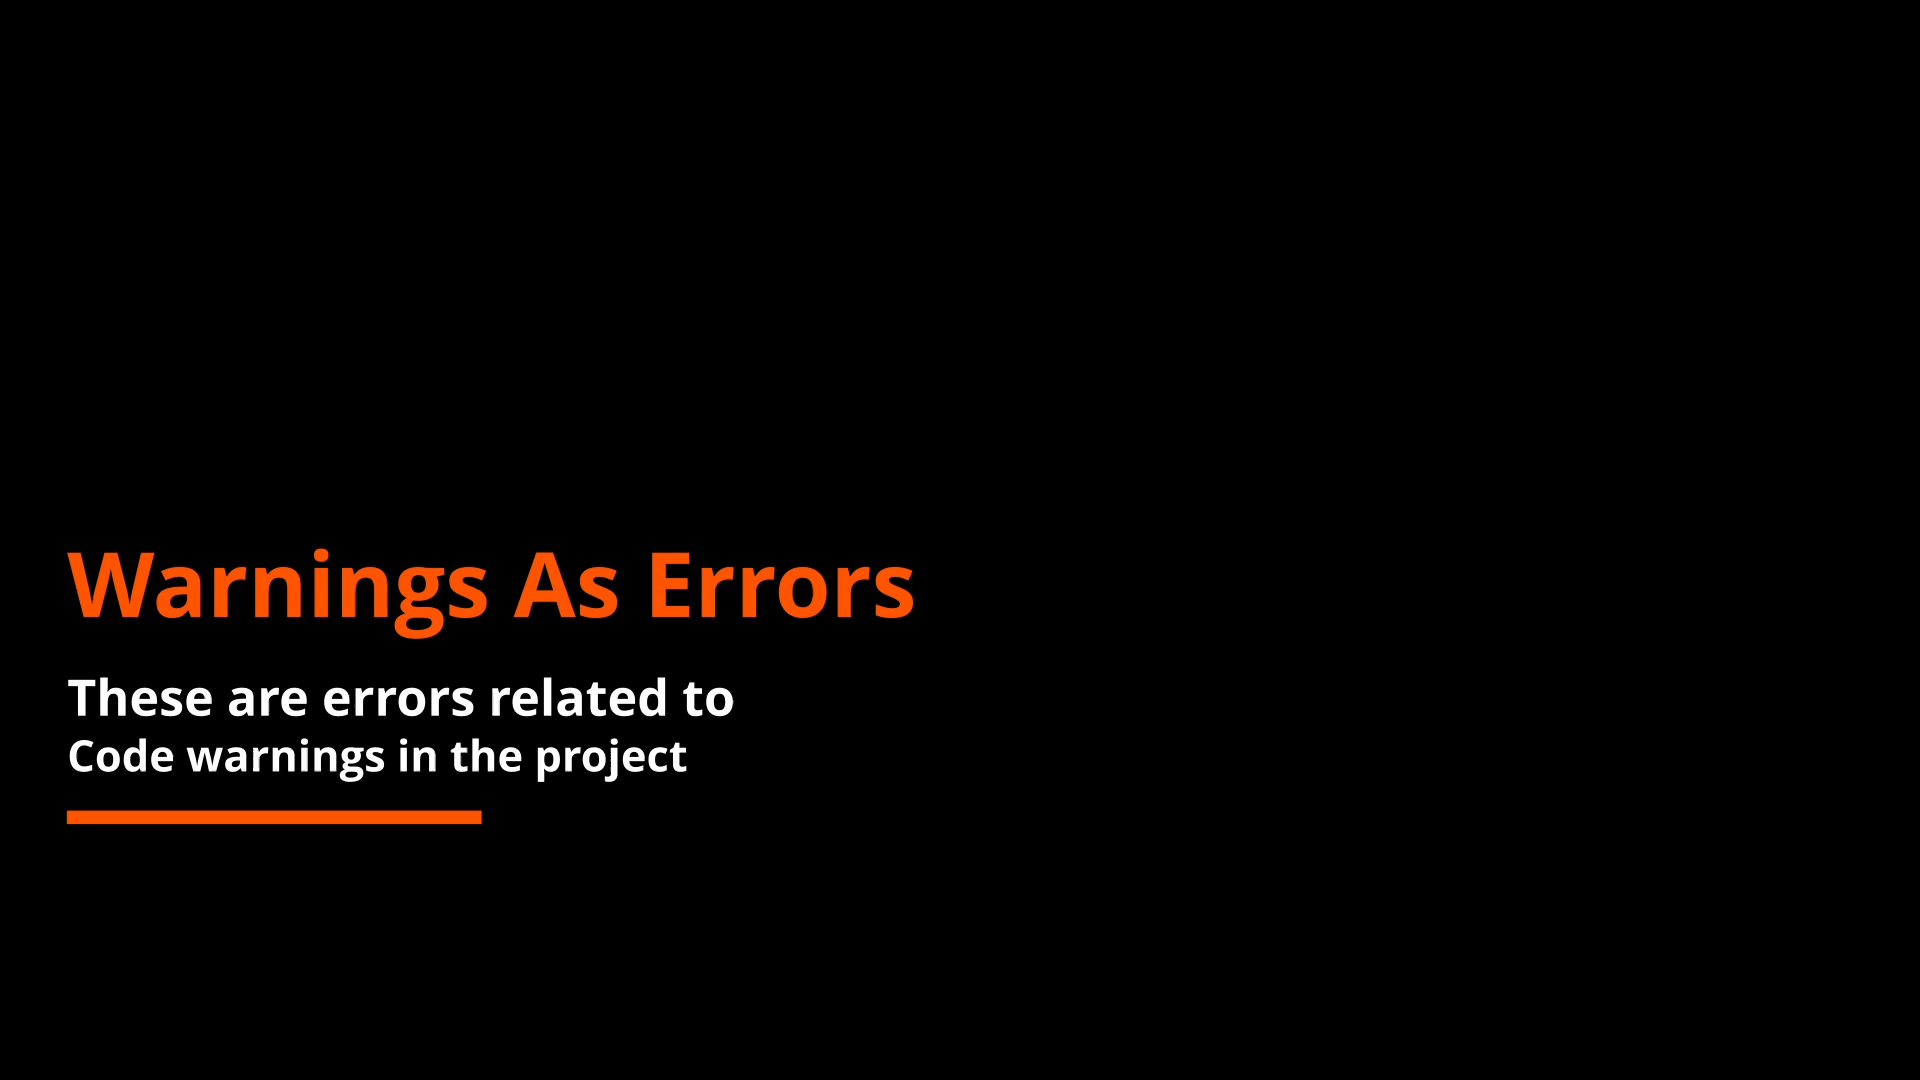 Warnings As Errors
These are errors related to
Code warnings in the project